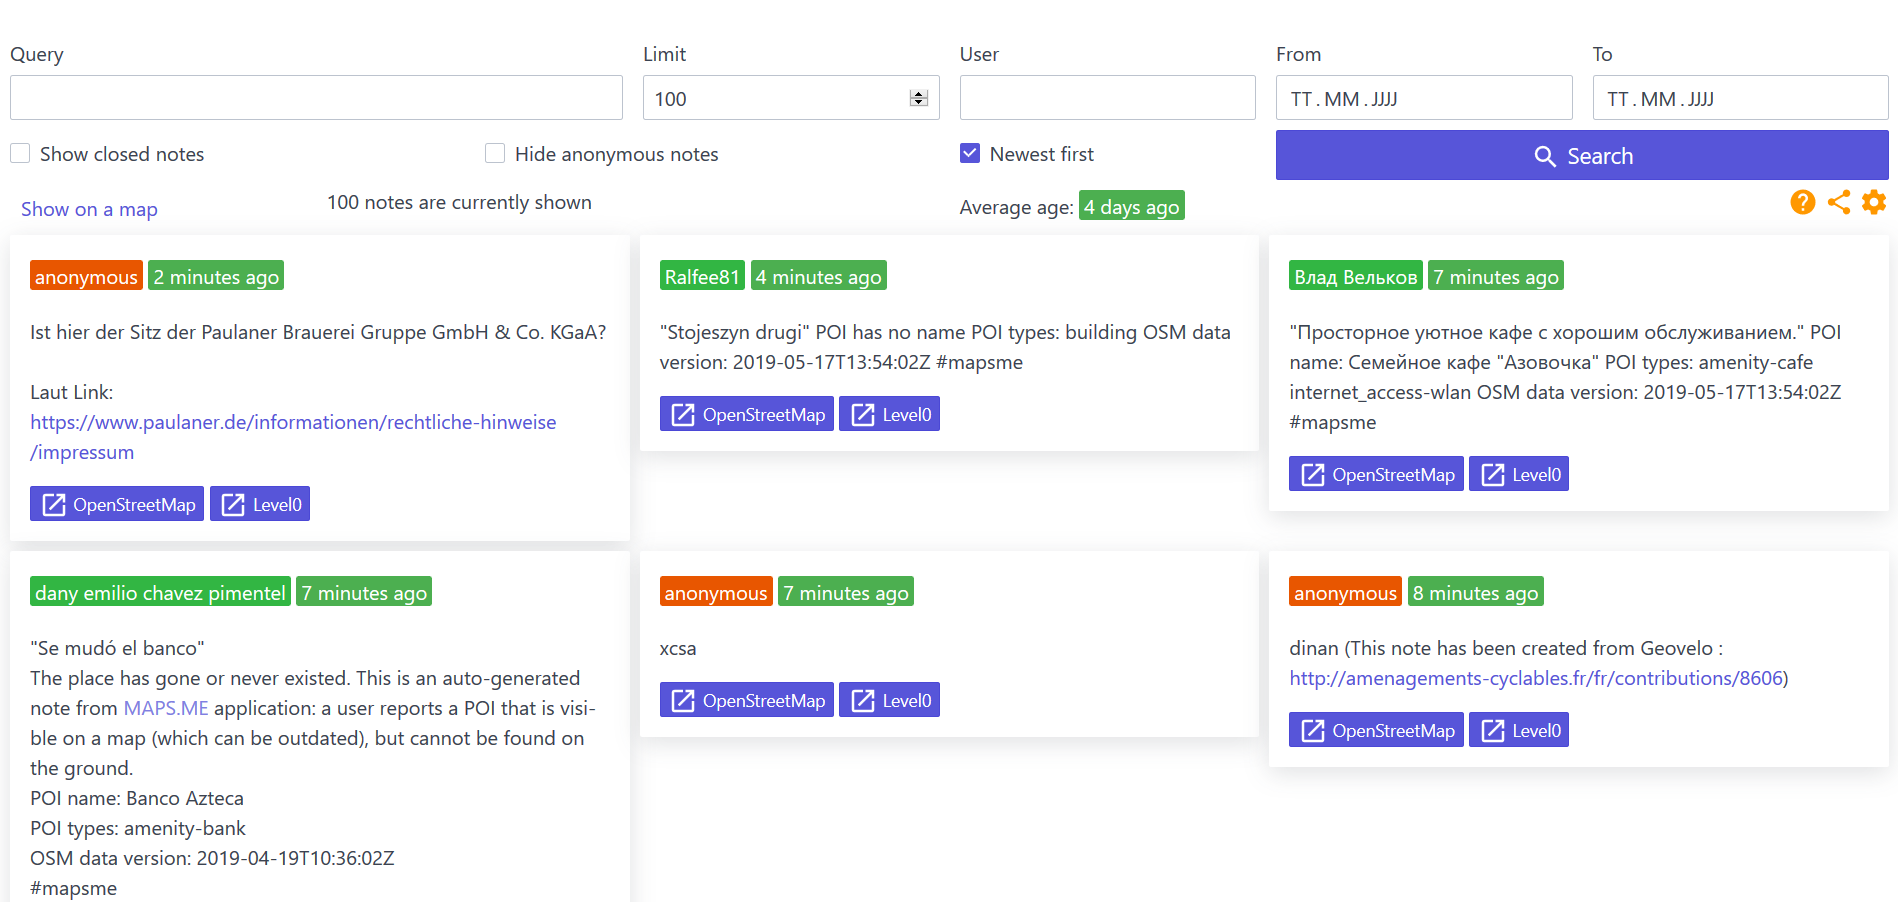 Query
Limit
User
From
To
100
TT.MM.JJJJ
TT.MM.JJJJ
Show closed notes
Hide anonymous notes
Newest first
Search
Show on a map
100 notes are currently shown
Average age: 4 days ago
anonymous 2 minutes ago
Ist hier der Sitz der Paulaner Brauerei Gruppe GmbH & Co. KGaA?
Laut Link:
https://www.paulaner.de/informationen/rechtliche-hinweise
/impressum
OpenStreetMap Level0
Ralfee81 4 minutes ago
"Stojeszyn drugi" POI has no name POI types: building OSM data
version: 2019-05-17T13:54:02Z #mapsme
OpenStreetMap Level0
Влад Вельков 7 minutes ago
"Просторное уютное кафе с хорошим обслуживанием." POI
name: Семейное кафе "Азовочка" POI types: amenity-cafe
internet_access-wlan OSM data version: 2019-05-17T13:54:02Z
#mapsme
OpenStreetMap Level0
dany emilio chavez pimentel 7 minutes ago
"Se mudó el banco"
The place has gone or never existed. This is an auto-generated
note from MAPS.ME application: a user reports a POI that is visi-
ble on a map (which can be outdated), but cannot be found on
the ground.
POI name: Banco Azteca
POI types: amenity-bank
OSM data version: 2019-04-19T10:36:02Z
#mapsme
anonymous 7 minutes ago
xcsa
OpenStreetMap Level0
anonymous 8 minutes ago
dinan (This note has been created from Geovelo :
http://amenagements-cyclables.fr/fr/contributions/8606)
OpenStreetMap Level0